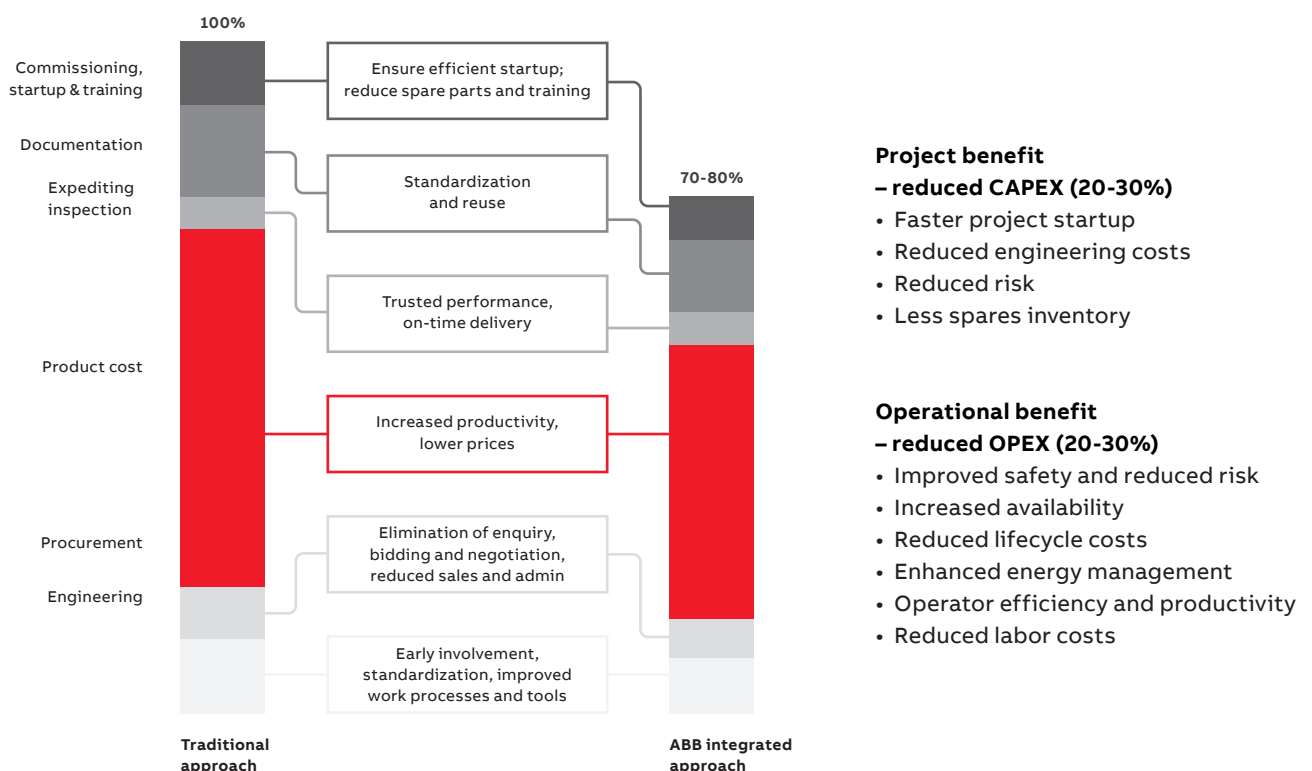 100%
Commissioning,
startup & training
Documentation
Expediting
inspection
Product cost
Procurement
Engineering
Traditional
approach
Ensure efficient startup;
reduce spare parts and training
Standardization
and reuse
Trusted performance,
on-time delivery
Increased productivity,
lower prices
Elimination of enquiry,
bidding and negotiation,
reduced sales and admin
Early involvement,
standardization, improved
work processes and tools
70-80%
ABB integrated
approach
Project benefit
– reduced CAPEX (20-30%)
• Faster project startup
• Reduced engineering costs
• Reduced risk
• Less spares inventory
Operational benefit
– reduced OPEX (20-30%)
• Improved safety and reduced risk
• Increased availability
• Reduced lifecycle costs
• Enhanced energy management
• Operator efficiency and productivity
• Reduced labor costs